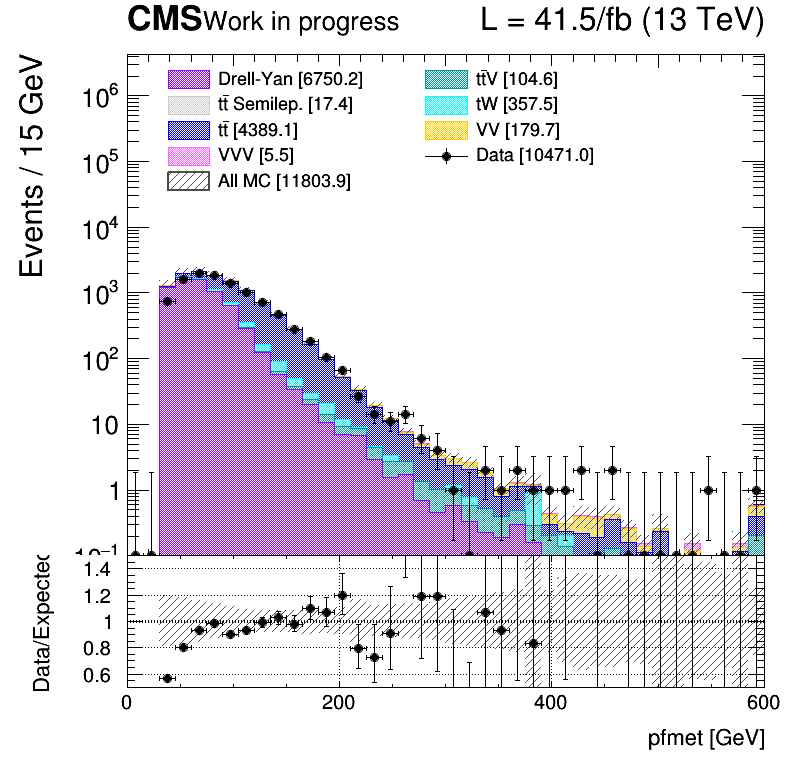 CMS Work in progress L = 41.5/fb (13 TeV)
Events / 15 GeV
Drell-Yan [6750.2]
tt̄ Semilep. [17.4]
tt̄ [4389.1]
VVV [5.5]
All MC [11803.9]
tt̄V [104.6]
tW [357.5]
VV [179.7]
Data [10471.0]
10⁶
10⁵
10⁴
10³
10²
10
1
10⁻¹
Data/Expected
1.4
1.2
1
0.8
0.6
0 200 400 600
pfmet [GeV]